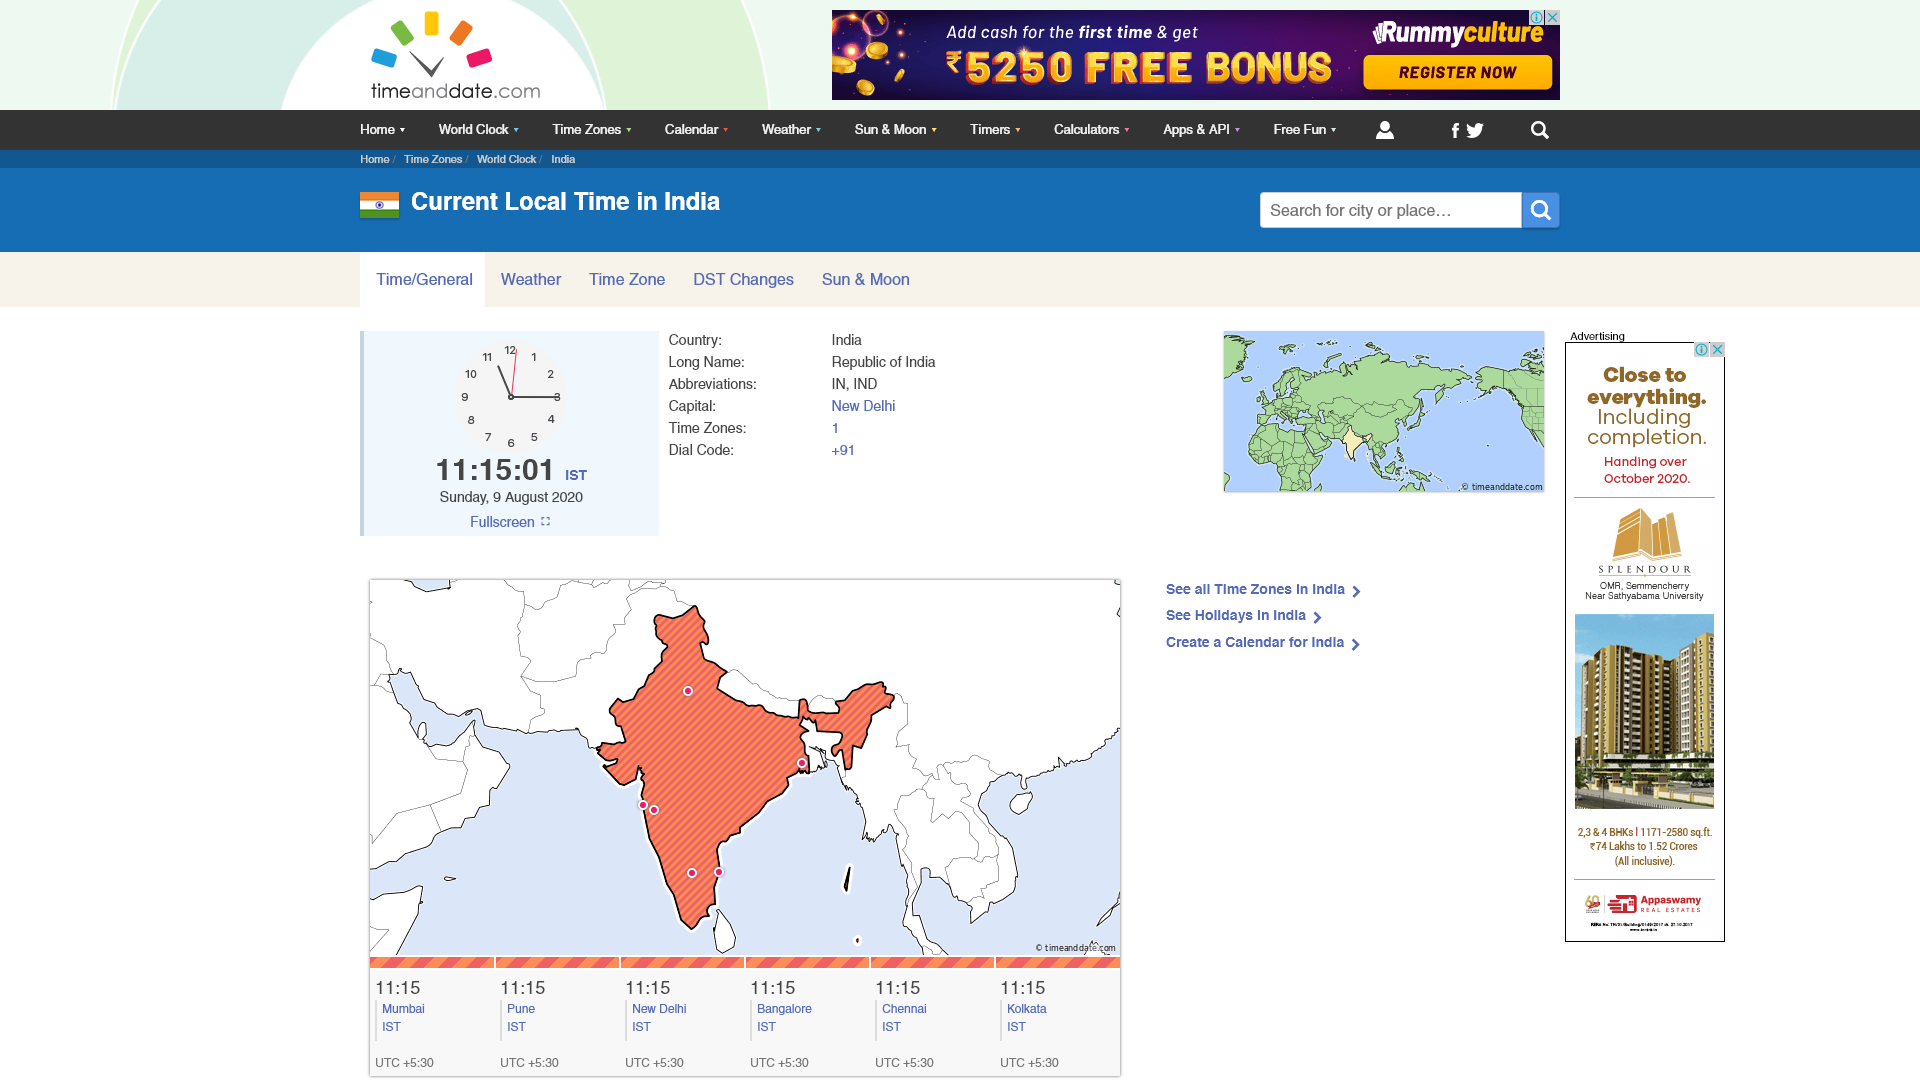 timeanddate.com
Add cash for the first time & get
₹5250 FREE BONUS
Rummyculture
REGISTER NOW
Home
World Clock
Time Zones
Calendar
Weather
Sun & Moon
Timers
Calculators
Apps & API
Free Fun
Home / Time Zones / World Clock / India
Current Local Time in India
Search for city or place…
Time/General
Weather
Time Zone
DST Changes
Sun & Moon
12
1
2
3
4
5
6
7
8
9
10
11
11:15:01 IST
Sunday, 9 August 2020
Fullscreen
Country: India
Long Name: Republic of India
Abbreviations: IN, IND
Capital: New Delhi
Time Zones: 1
Dial Code: +91
© timeanddate.com
Advertising
Close to
everything.
Including
completion.
Handing over
October 2020.
SPLENDOUR
OMR, Semmencherry
Near Sathyabama University
2,3 & 4 BHKs | 1171-2580 sq.ft.
₹74 Lakhs to 1.52 Crores
(All inclusive).
60
Appaswamy
REAL ESTATES
See all Time Zones in India
See Holidays in India
Create a Calendar for India
© timeanddate.com
11:15
Mumbai
IST
UTC +5:30
11:15
Pune
IST
UTC +5:30
11:15
New Delhi
IST
UTC +5:30
11:15
Bangalore
IST
UTC +5:30
11:15
Chennai
IST
UTC +5:30
11:15
Kolkata
IST
UTC +5:30